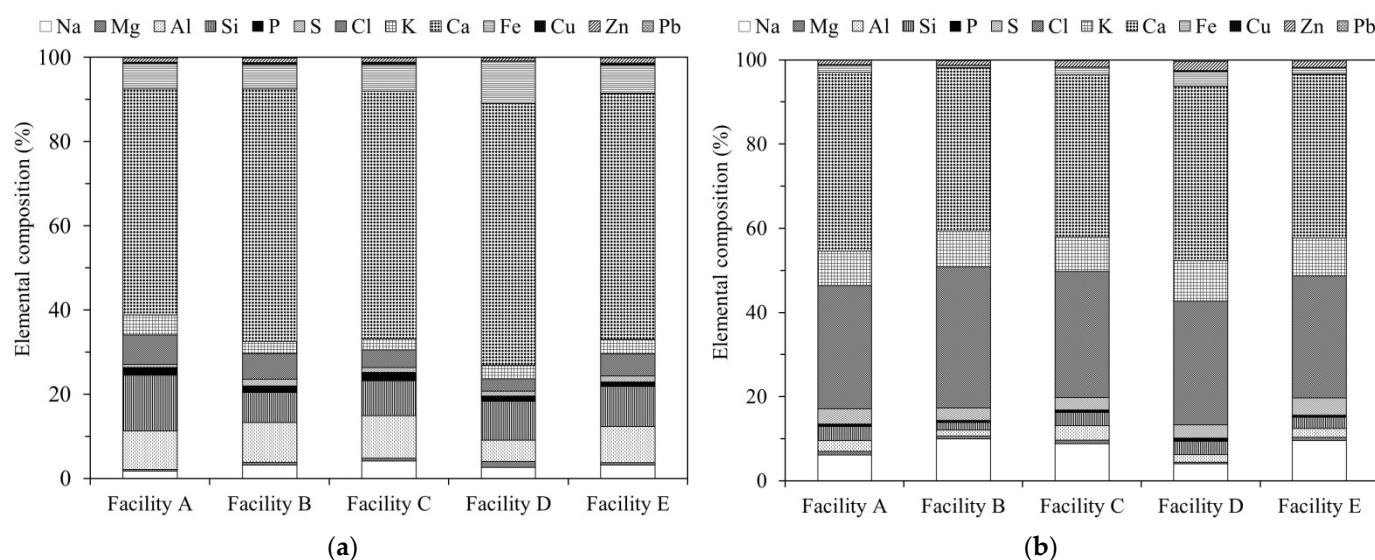 Na Mg Al Si P S Cl K Ca Fe Cu Zn Pb
100
80
60
40
20
0
Elemental composition (%)
Facility A Facility B Facility C Facility D Facility E
(a)
Na Mg Al Si P S Cl K Ca Fe Cu Zn Pb
100
80
60
40
20
0
Elemental composition (%)
Facility A Facility B Facility C Facility D Facility E
(b)